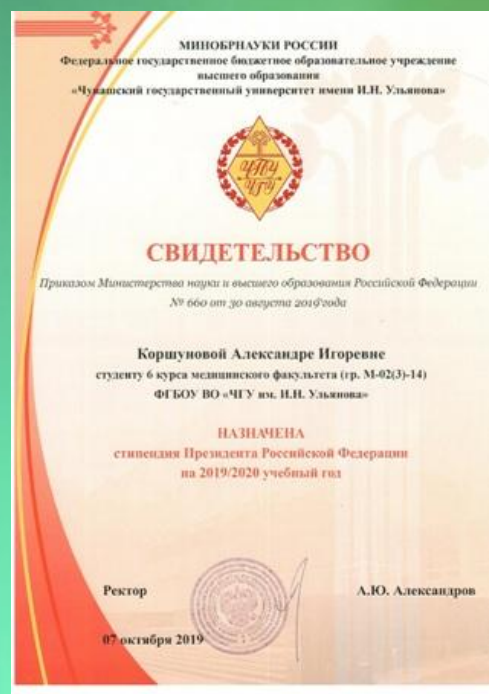 МИНОБРНАУКИ РОССИИ
Федеральное государственное бюджетное образовательное учреждение
высшего образования
«Чувашский государственный университет имени И.Н. Ульянова»
СВИДЕТЕЛЬСТВО
Приказом Министерства науки и высшего образования Российской Федерации
№ 660 от 30 августа 2019 года
Коршуновой Александре Игоревне
студенту 6 курса медицинского факультета (гр. М-02(3)-14)
ФГБОУ ВО «ЧГУ им. И.Н. Ульянова»
НАЗНАЧЕНА
стипендия Президента Российской Федерации
на 2019/2020 учебный год
Ректор А.Ю. Александров
07 октября 2019